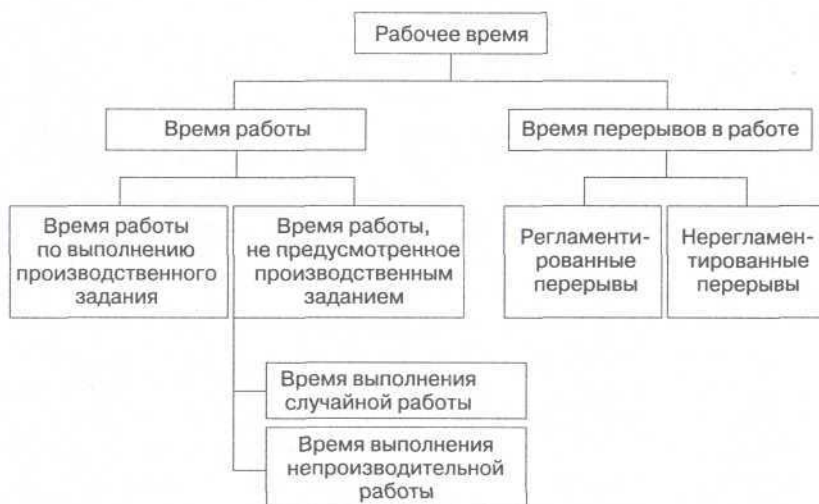 Рабочее время
Время работы
Время перерывов в работе
Время работы
по выполнению
производственного
задания
Время работы,
не предусмотренное
производственным
заданием
Регламенти-
рованные
перерывы
Нерегламен-
тированные
перерывы
Время выполнения
случайной работы
Время выполнения
непроизводительной
работы